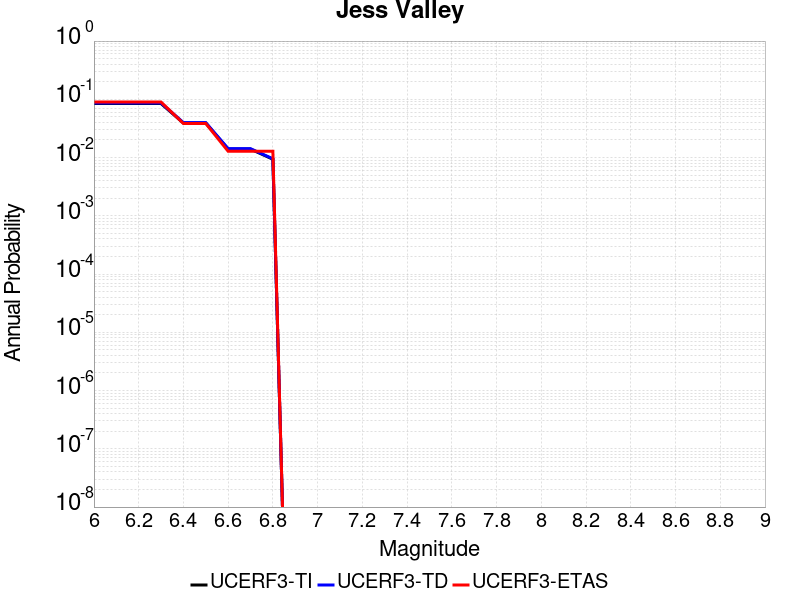 Jess Valley
10^0
10^-1
10^-2
10^-3
10^-4
10^-5
10^-6
10^-7
10^-8
Annual Probability
6 6.2 6.4 6.6 6.8 7 7.2 7.4 7.6 7.8 8 8.2 8.4 8.6 8.8 9
Magnitude
UCERF3-TI UCERF3-TD UCERF3-ETAS